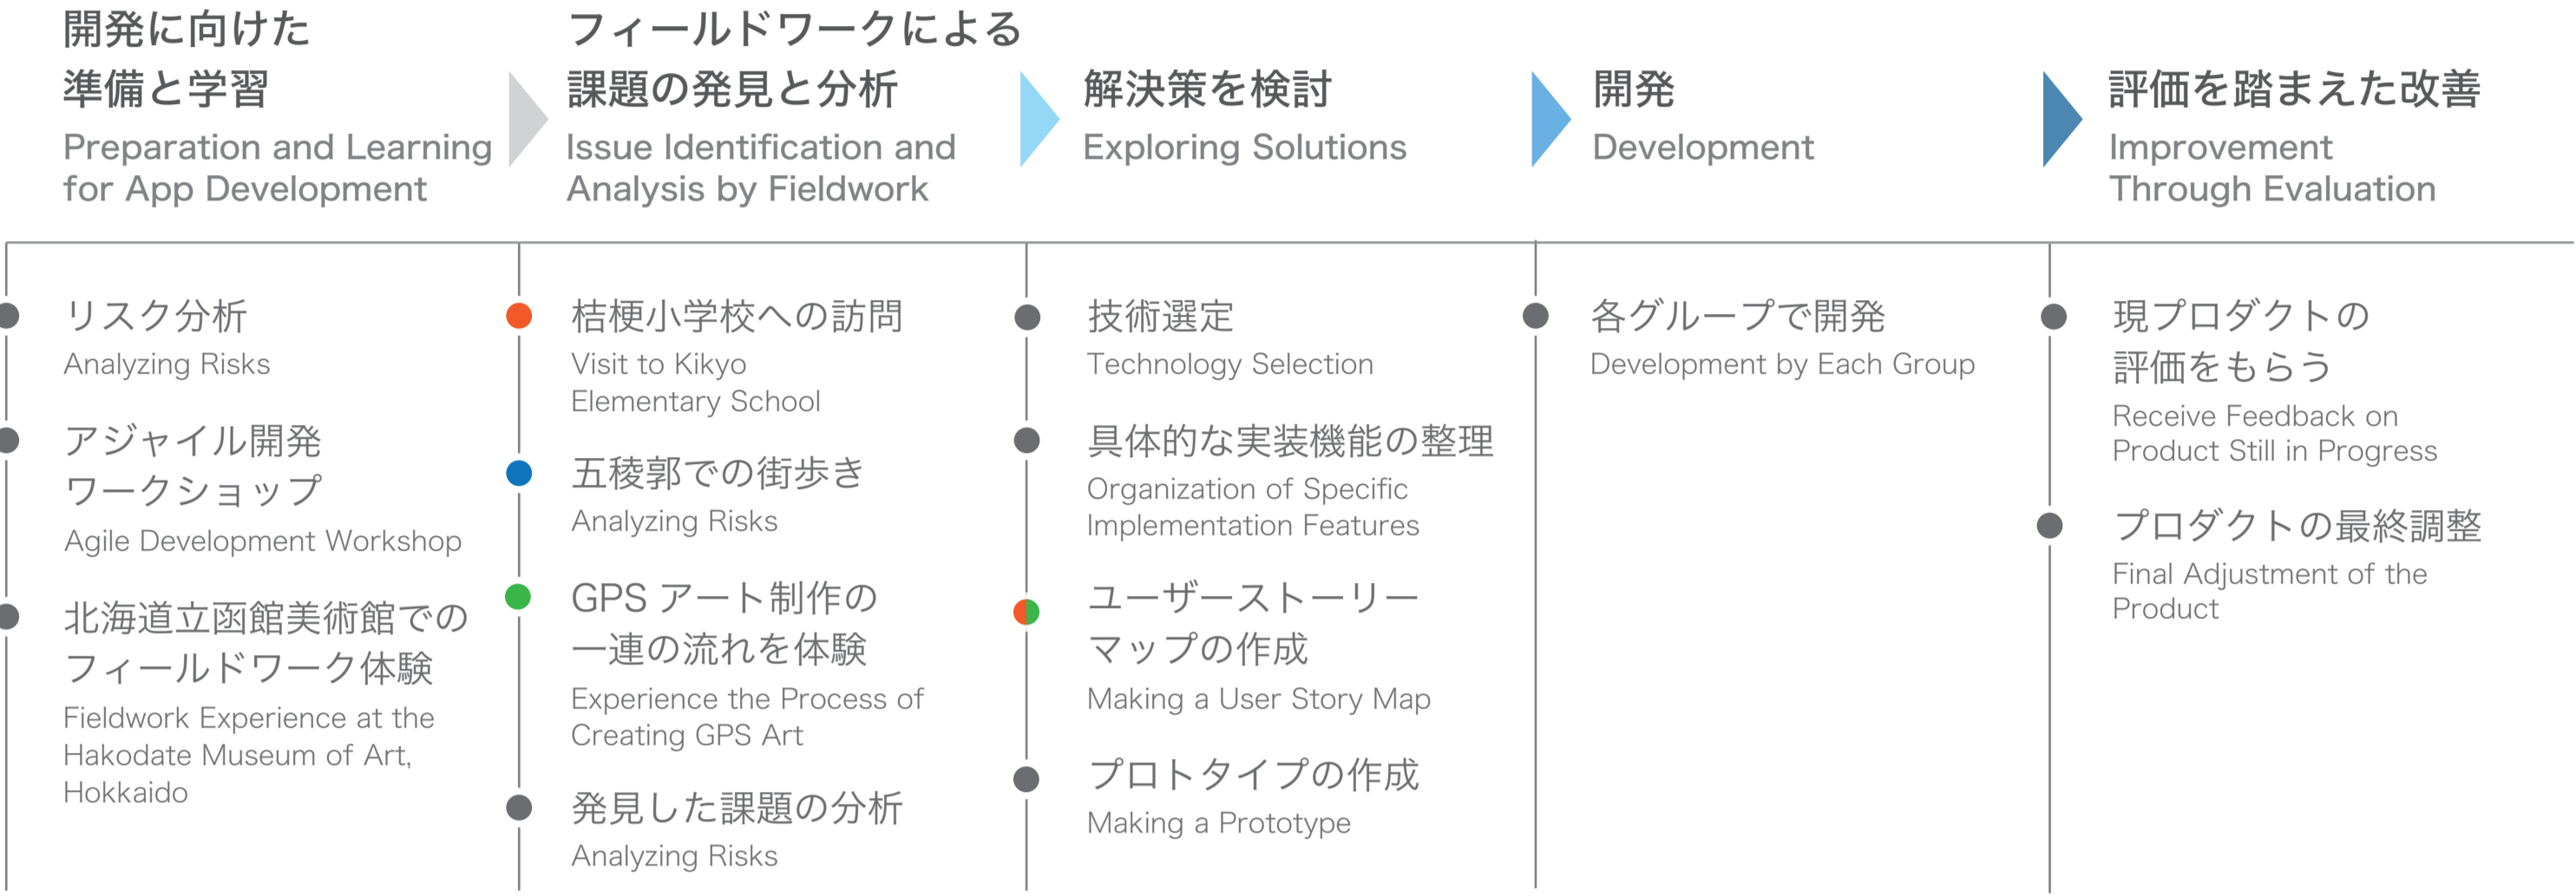 開発に向けた
準備と学習
Preparation and Learning
for App Development
フィールドワークによる
課題の発見と分析
Issue Identification and
Analysis by Fieldwork
解決策を検討
Exploring Solutions
開発
Development
評価を踏まえた改善
Improvement
Through Evaluation
リスク分析
Analyzing Risks
アジャイル開発
ワークショップ
Agile Development Workshop
北海道立函館美術館での
フィールドワーク体験
Fieldwork Experience at the
Hakodate Museum of Art,
Hokkaido
桔梗小学校への訪問
Visit to Kikyo
Elementary School
五稜郭での街歩き
Analyzing Risks
GPS アート制作の
一連の流れを体験
Experience the Process of
Creating GPS Art
発見した課題の分析
Analyzing Risks
技術選定
Technology Selection
具体的な実装機能の整理
Organization of Specific
Implementation Features
ユーザーストーリー
マップの作成
Making a User Story Map
プロトタイプの作成
Making a Prototype
各グループで開発
Development by Each Group
現プロダクトの
評価をもらう
Receive Feedback on
Product Still in Progress
プロダクトの最終調整
Final Adjustment of the
Product